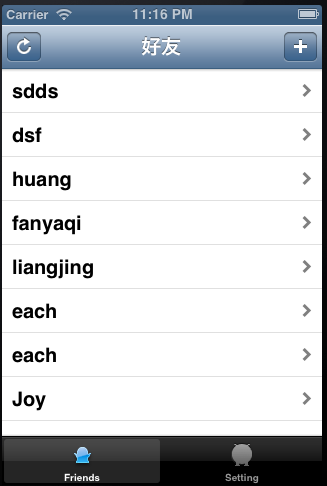 Carrier 11:16 PM
好友
sdds
dsf
huang
fanyaqi
liangjing
each
each
Joy
Friends Setting